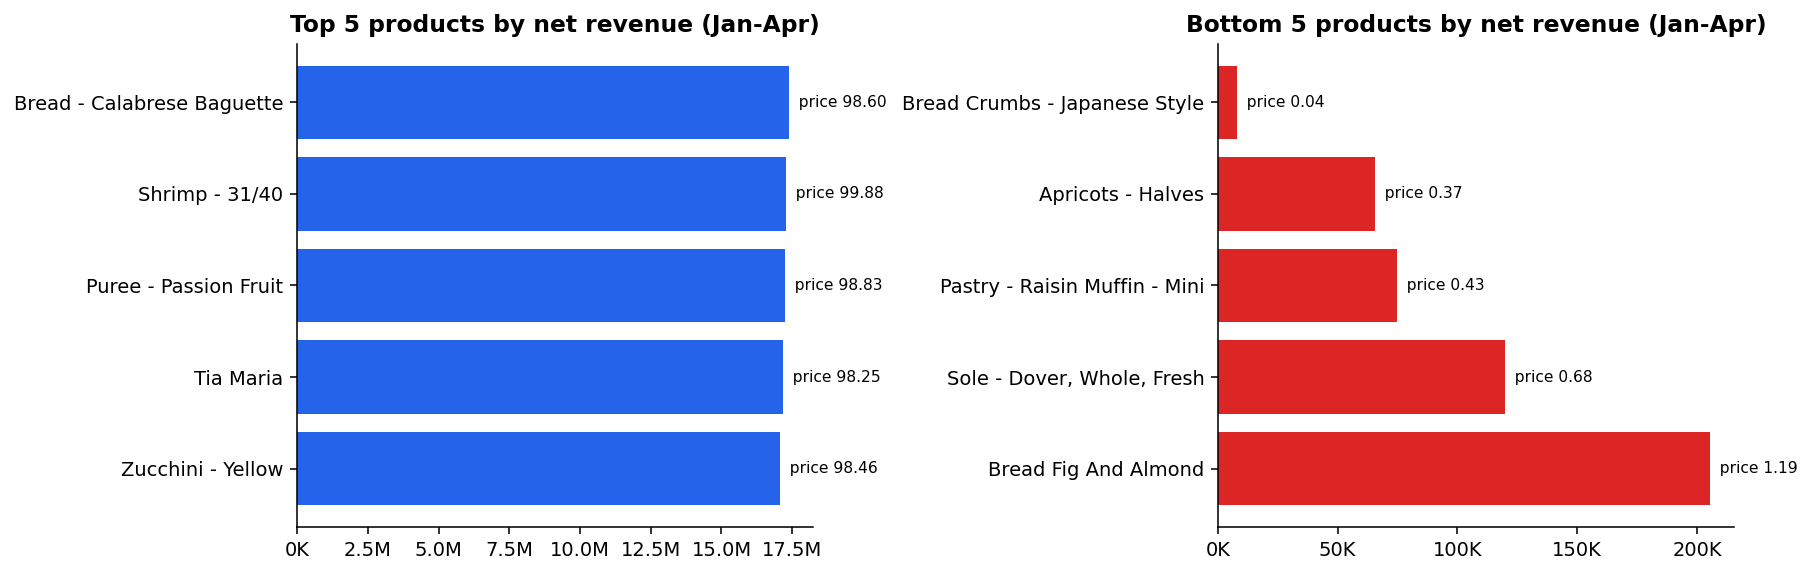 Top 5 products by net revenue (Jan-Apr)
Bread - Calabrese Baguette price 98.60
Shrimp - 31/40 price 99.88
Puree - Passion Fruit price 98.83
Tia Maria price 98.25
Zucchini - Yellow price 98.46
0K 2.5M 5.0M 7.5M 10.0M 12.5M 15.0M 17.5M
Bottom 5 products by net revenue (Jan-Apr)
Bread Crumbs - Japanese Style price 0.04
Apricots - Halves price 0.37
Pastry - Raisin Muffin - Mini price 0.43
Sole - Dover, Whole, Fresh price 0.68
Bread Fig And Almond price 1.19
0K 50K 100K 150K 200K